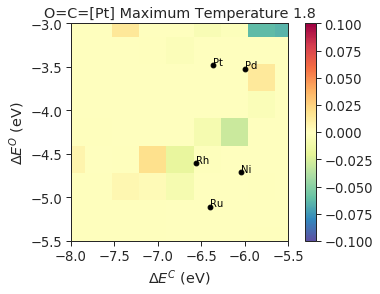 O=C=[Pt] Maximum Temperature 1.8
−3.0
−3.5
−4.0
−4.5
−5.0
−5.5
ΔE^O (eV)
Pt
Pd
Rh
Ni
Ru
−8.0 −7.5 −7.0 −6.5 −6.0 −5.5
ΔE^C (eV)
0.100
0.075
0.050
0.025
0.000
−0.025
−0.050
−0.075
−0.100